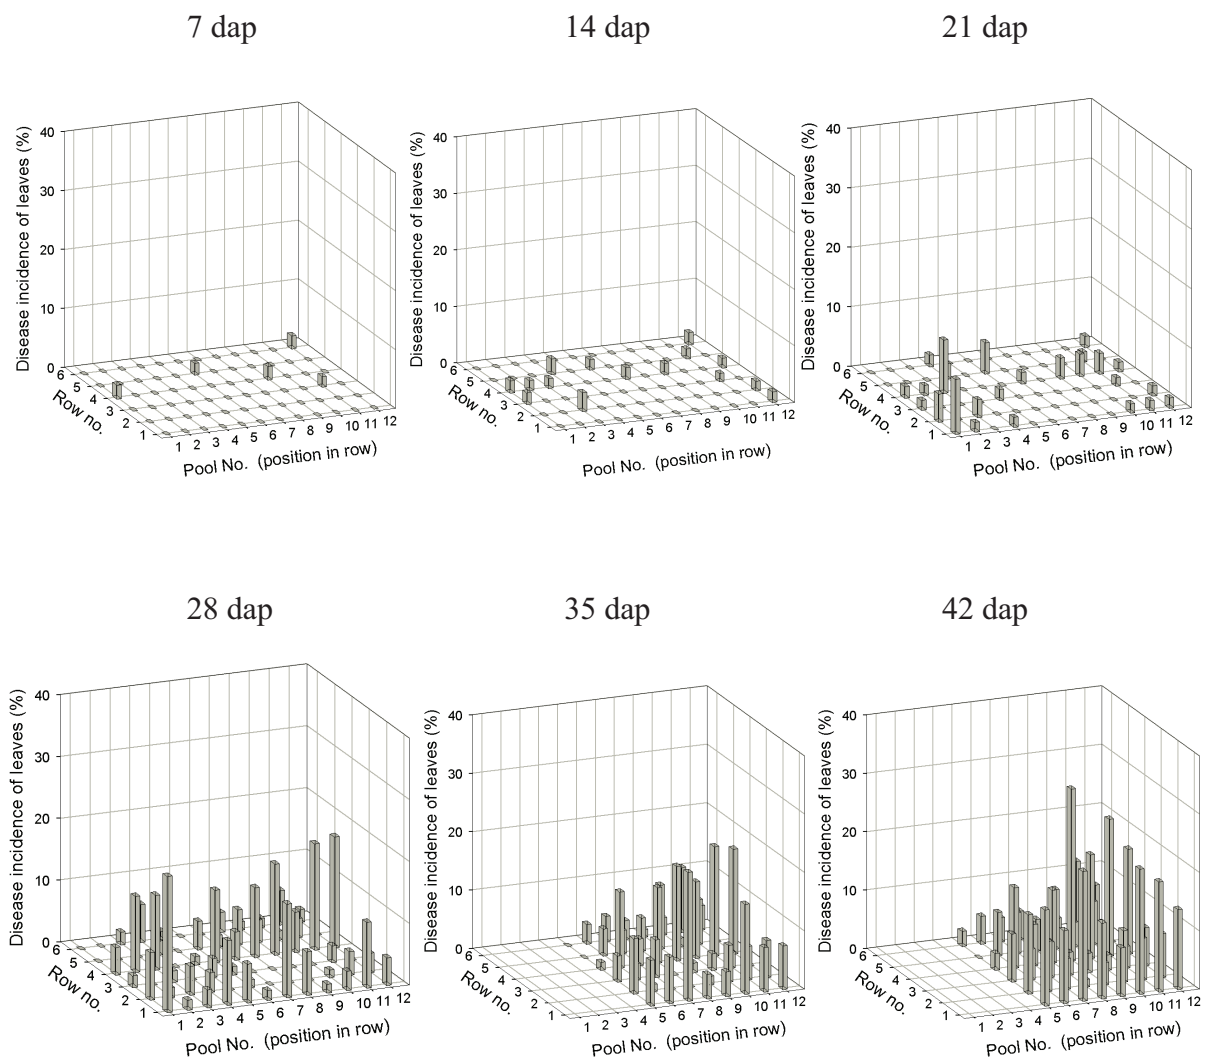 7 dap
14 dap
21 dap
Disease incidence of leaves (%)
40
30
20
10
0
6
5
4
3
2
1
Row no.
1 2 3 4 5 6 7 8 9 10 11 12
Pool No. (position in row)
Disease incidence of leaves (%)
40
30
20
10
0
6
5
4
3
2
1
Row no.
1 2 3 4 5 6 7 8 9 10 11 12
Pool No. (position in row)
Disease incidence of leaves (%)
40
30
20
10
0
6
5
4
3
2
1
Row no.
1 2 3 4 5 6 7 8 9 10 11 12
Pool No. (position in row)
28 dap
35 dap
42 dap
Disease incidence of leaves (%)
40
30
20
10
0
6
5
4
3
2
1
Row no.
1 2 3 4 5 6 7 8 9 10 11 12
Pool No. (position in row)
Disease incidence of leaves (%)
40
30
20
10
0
6
5
4
3
2
1
Row no.
1 2 3 4 5 6 7 8 9 10 11 12
Pool No. (position in row)
Disease incidence of leaves (%)
40
30
20
10
0
6
5
4
3
2
1
Row no.
1 2 3 4 5 6 7 8 9 10 11 12
Pool No. (position in row)